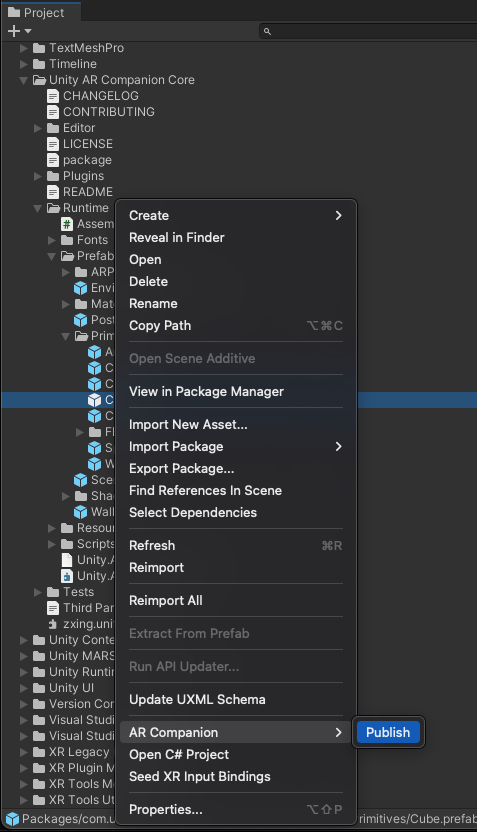 Project
TextMeshPro
Timeline
Unity AR Companion Core
CHANGELOG
CONTRIBUTING
Editor
LICENSE
package
Plugins
README
Runtime
# Assem
Fonts
Prefab
ARP
Envi
Mate
Post
Prim
A
C
C
C
C
Fl
S
W
Scen
Sha
Wall
Resou
Scripts
Unity.A
Unity.A
Tests
Third Par
zxing.uni
Unity Conte
Unity MARS
Unity Runtin
Unity UI
Version Con
Visual Studi
Visual Studi
XR Legacy
XR Plugin M
XR Tools M
XR Tools Ut
Create
Reveal in Finder
Open
Delete
Rename
Copy Path ⌥⌘C
Open Scene Additive
View in Package Manager
Import New Asset...
Import Package
Export Package...
Find References In Scene
Select Dependencies
Refresh ⌘R
Reimport
Reimport All
Extract From Prefab
Run API Updater...
Update UXML Schema
AR Companion
Publish
Open C# Project
Seed XR Input Bindings
Properties... ⌥⇧P
Packages/com.u
rimitives/Cube.prefab